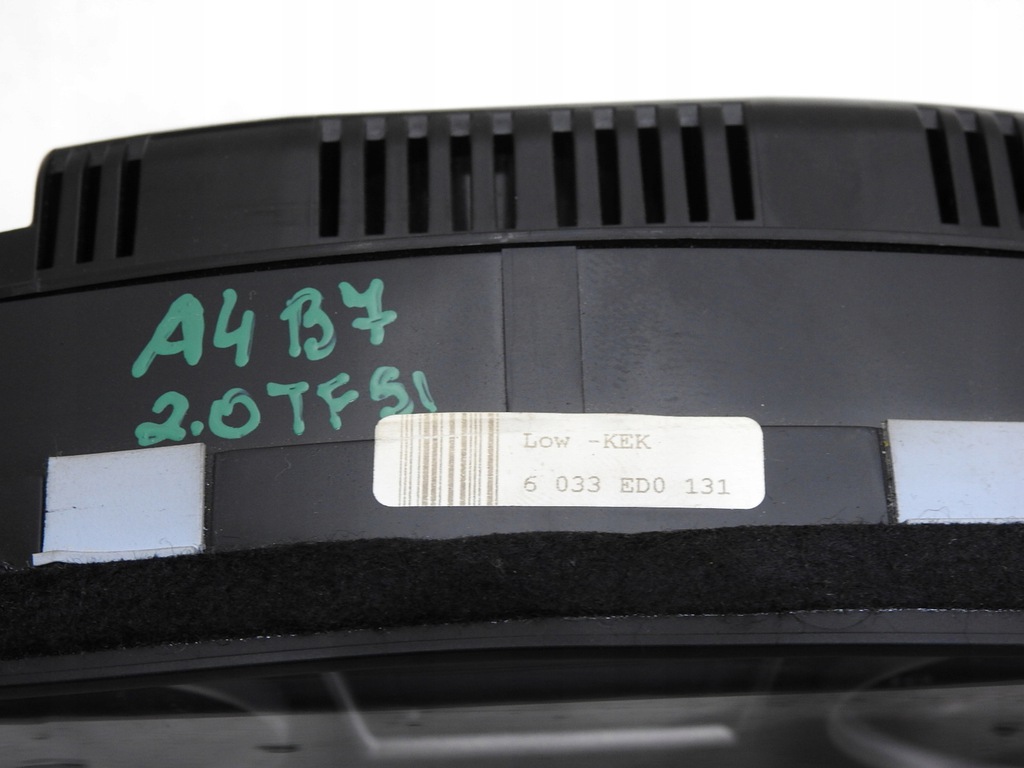 A4 B7
2.0TFSI
Low -KEK
6 033 ED0 131